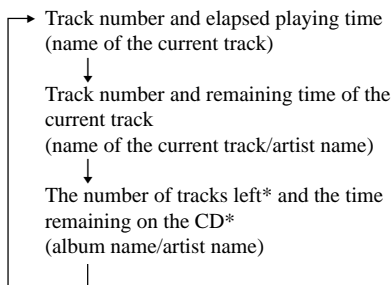 Track number and elapsed playing time
(name of the current track)
Track number and remaining time of the
current track
(name of the current track/artist name)
The number of tracks left* and the time
remaining on the CD*
(album name/artist name)